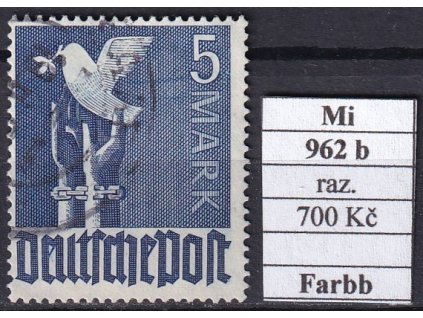 5 MARK
Deutsche Post
Mi
962 b
raz.
700 Kč
Farbb